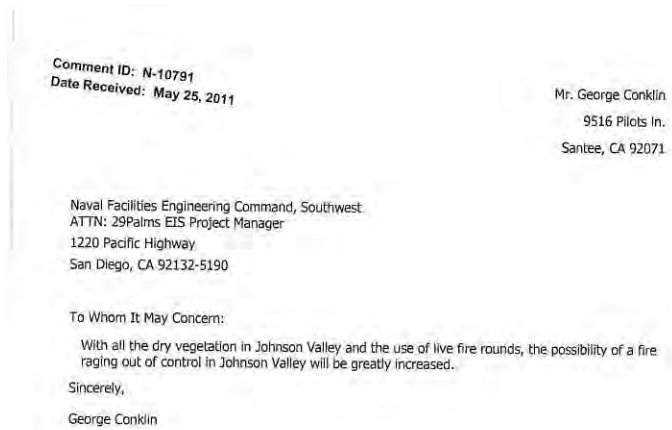 Comment ID: N-10791
Date Received: May 25, 2011
Mr. George Conklin
9516 Pilots ln.
Santee, CA 92071
Naval Facilities Engineering Command, Southwest
ATTN: 29Palms EIS Project Manager
1220 Pacific Highway
San Diego, CA 92132-5190
To Whom It May Concern:
With all the dry vegetation in Johnson Valley and the use of live fire rounds, the possibility of a fire
raging out of control in Johnson Valley will be greatly increased.
Sincerely,
George Conklin